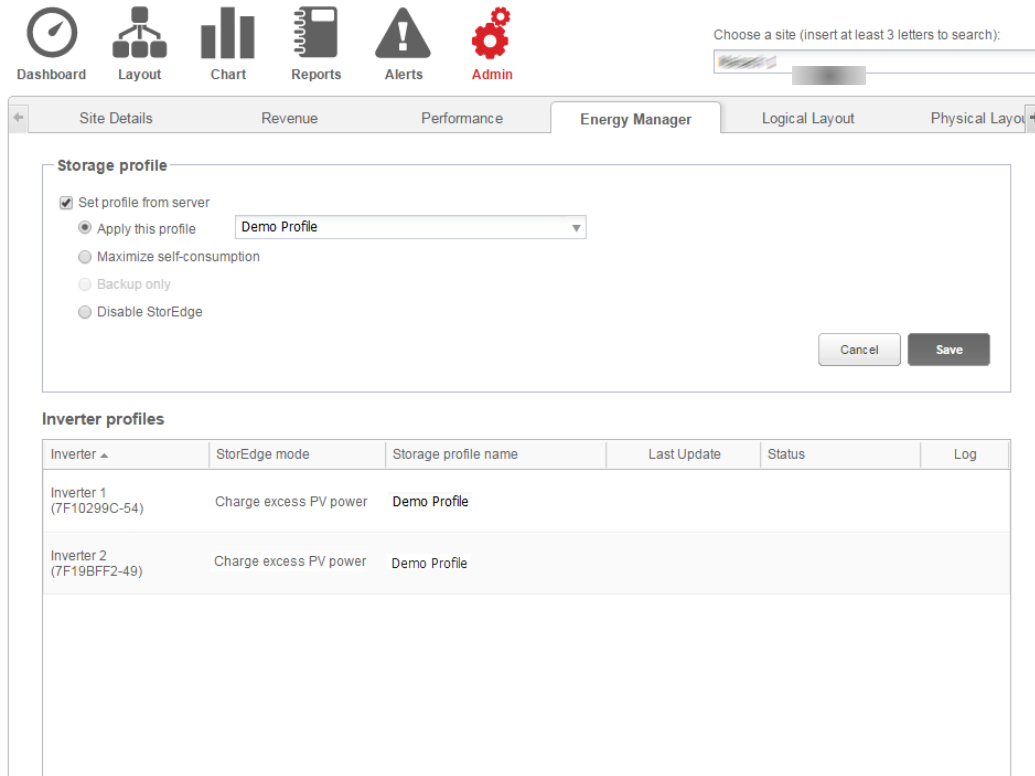 Choose a site (insert at least 3 letters to search):
Dashboard Layout Chart Reports Alerts Admin
Site Details Revenue Performance Energy Manager Logical Layout Physical
Storage profile
Set profile from server
Apply this profile Demo Profile
Maximize self-consumption
Backup only
Disable StorEdge
Cancel Save
Inverter profiles
Inverter StorEdge mode Storage profile name Last Update Status Log
Inverter 1
(7F10299C-54) Charge excess PV power Demo Profile
Inverter 2
(7F19BFF2-49) Charge excess PV power Demo Profile